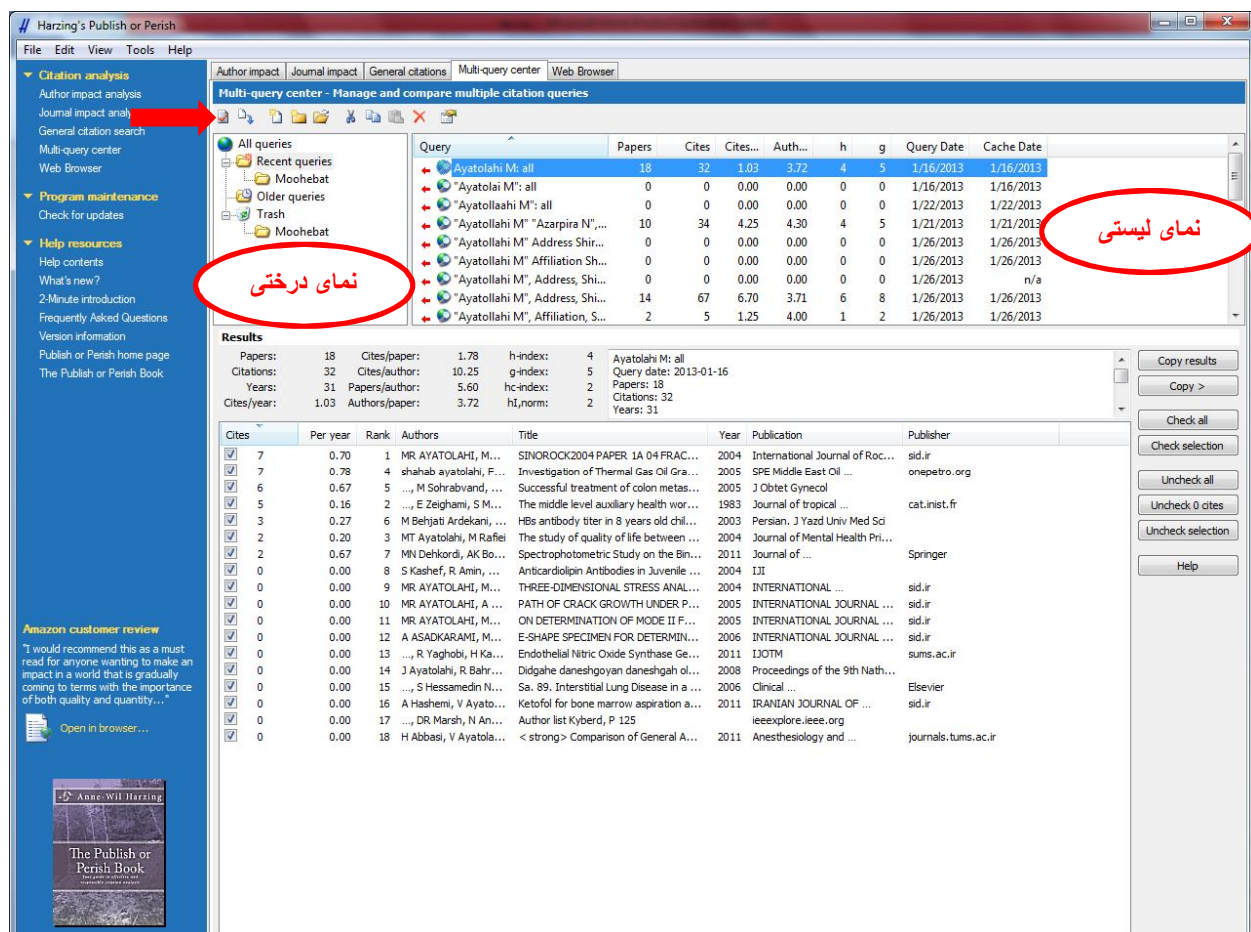 Harzing's Publish or Perish
File Edit View Tools Help
Citation analysis
Author impact analysis
Journal impact analy
General citation search
Multi-query center
Web Browser
Program maintenance
Check for updates
Help resources
Help contents
What's new?
2-Minute introduction
Frequently Asked Questions
Version information
Publish or Perish home page
The Publish or Perish Book
Amazon customer review
"I would recommend this as a must
read for anyone wanting to make an
impact in a world that is gradually
coming to terms with the importance
of both quality and quantity..."
Open in browser...
Anne-Wil Harzing
The Publish or
Perish Book
Author impact Journal impact General citations Multi-query center Web Browser
Multi-query center - Manage and compare multiple citation queries
All queries
Recent queries
Moohebat
Older queries
Trash
Moohebat
نمای درختی
Query Papers Cites Cites... Auth... h g Query Date Cache Date
Ayatolahi M: all 18 32 1.03 3.72 4 5 1/16/2013 1/16/2013
"Ayatolai M": all 0 0 0.00 0.00 0 0 1/16/2013 1/16/2013
"Ayatollaahi M": all 0 0 0.00 0.00 0 0 1/22/2013 1/22/2013
"Ayatollahi M" "Azarpira N",... 10 34 4.25 4.30 4 5 1/21/2013 1/21/2013
"Ayatollahi M" Address Shir... 0 0 0.00 0.00 0 0 1/26/2013 1/26/2013
"Ayatollahi M" Affiliation Sh... 0 0 0.00 0.00 0 0 1/26/2013 1/26/2013
"Ayatollahi M", Address, Shi... 0 0 0.00 0.00 0 0 1/26/2013 n/a
"Ayatollahi M", Address, Shi... 14 67 6.70 3.71 6 8 1/26/2013 1/26/2013
"Ayatollahi M", Affiliation, S... 2 5 1.25 4.00 1 2 1/26/2013 1/26/2013
نمای لیستی
Results
Papers: 18 Cites/paper: 1.78 h-index: 4
Citations: 32 Cites/author: 10.25 g-index: 5
Years: 31 Papers/author: 5.60 hc-index: 2
Cites/year: 1.03 Authors/paper: 3.72 hI,norm: 2
Ayatolahi M: all
Query date: 2013-01-16
Papers: 18
Citations: 32
Years: 31
Copy results
Copy >
Check all
Check selection
Uncheck all
Uncheck 0 cites
Uncheck selection
Help
Cites Per year Rank Authors Title Year Publication Publisher
7 0.70 1 MR AYATOLAHI, M... SINOROCK2004 PAPER 1A 04 FRAC... 2004 International Journal of Roc... sid.ir
7 0.78 4 shahab ayatolahi, F... Investigation of Thermal Gas Oil Gra... 2005 SPE Middle East Oil ... onepetro.org
6 0.67 5 ..., M Sohrabvand, ... Successful treatment of colon metas... 2005 J Obtet Gynecol
5 0.16 2 ..., E Zeighami, S M... The middle level auxiliary health wor... 1983 Journal of tropical ... cat.inist.fr
3 0.27 6 M Behjati Ardekani, ... HBs antibody titer in 8 years old chil... 2003 Persian. J Yazd Univ Med Sci
2 0.20 3 MT Ayatolahi, M Rafiei The study of quality of life between ... 2004 Journal of Mental Health Pri...
2 0.67 7 MN Dehkordi, AK Bo... Spectrophotometric Study on the Bin... 2011 Journal of ... Springer
0 0.00 8 S Kashef, R Amin, ... Anticardiolipin Antibodies in Juvenile ... 2004 IJI
0 0.00 9 MR AYATOLAHI, M... THREE-DIMENSIONAL STRESS ANAL... 2004 INTERNATIONAL ... sid.ir
0 0.00 10 MR AYATOLAHI, A ... PATH OF CRACK GROWTH UNDER P... 2005 INTERNATIONAL JOURNAL ... sid.ir
0 0.00 11 MR AYATOLAHI, M... ON DETERMINATION OF MODE II F... 2005 INTERNATIONAL JOURNAL ... sid.ir
0 0.00 12 A ASADKARAMI, M... E-SHAPE SPECIMEN FOR DETERMIN... 2006 INTERNATIONAL JOURNAL ... sid.ir
0 0.00 13 ..., R Yaghobi, H Ka... Endothelial Nitric Oxide Synthase Ge... 2011 IJOTM sums.ac.ir
0 0.00 14 J Ayatolahi, R Bahr... Didgahe daneshgoyan daneshgah ol... 2008 Proceedings of the 9th Nath...
0 0.00 15 ..., S Hessamedin N... Sa. 89. Interstitial Lung Disease in a ... 2006 Clinical ... Elsevier
0 0.00 16 A Hashemi, V Ayato... Ketofol for bone marrow aspiration a... 2011 IRANIAN JOURNAL OF ... sid.ir
0 0.00 17 ..., DR Marsh, N An... Author list Kyberd, P 125 ieeexplore.ieee.org
0 0.00 18 H Abbasi, V Ayatola... < strong> Comparison of General A... 2011 Anesthesiology and ... journals.tums.ac.ir